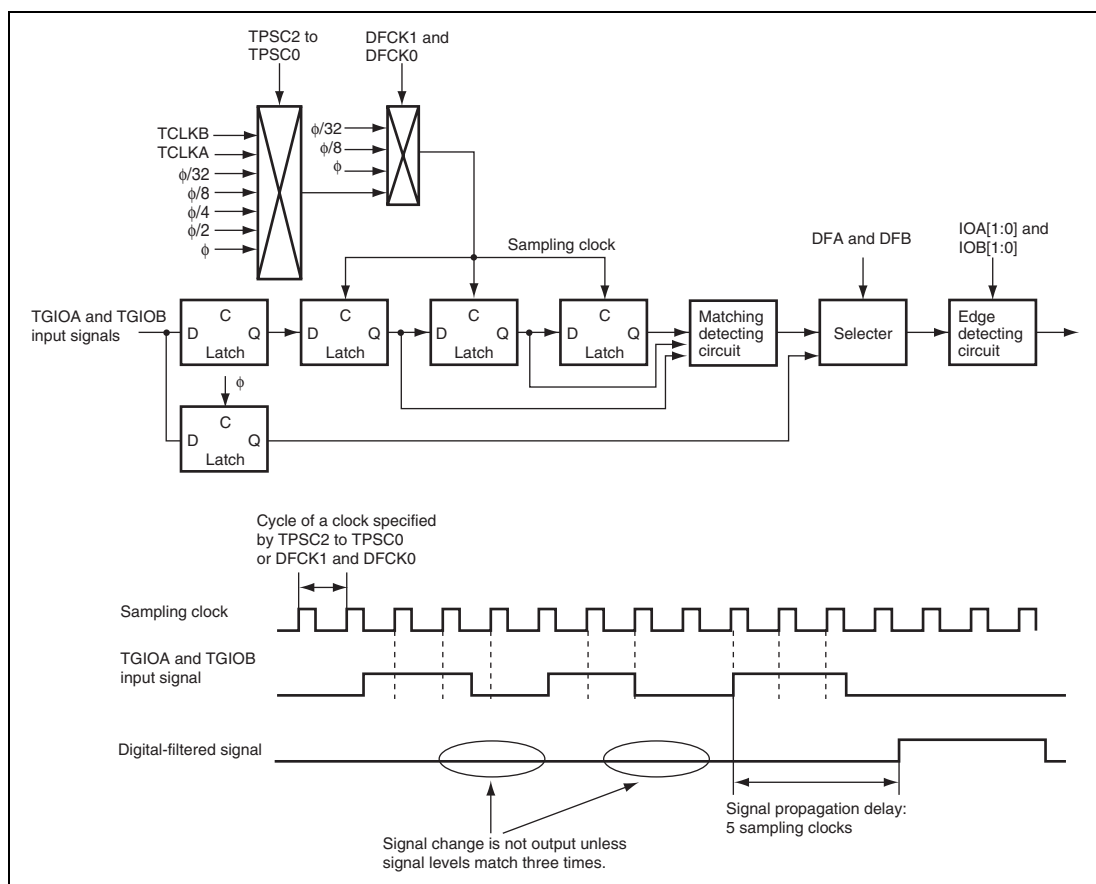 TPSC2 to
TPSC0
DFCK1 and
DFCK0
TCLKB
TCLKA
ϕ/32
ϕ/8
ϕ/4
ϕ/2
ϕ
ϕ/32
ϕ/8
ϕ
Sampling clock
DFA and DFB
IOA[1:0] and
IOB[1:0]
TGIOA and TGIOB
input signals
C
D Q
Latch
C
D Q
Latch
C
D Q
Latch
C
D Q
Latch
Matching
detecting
circuit
Selecter
Edge
detecting
circuit
ϕ
C
D Q
Latch
Cycle of a clock specified
by TPSC2 to TPSC0
or DFCK1 and DFCK0
Sampling clock
TGIOA and TGIOB
input signal
Digital-filtered signal
Signal propagation delay:
5 sampling clocks
Signal change is not output unless
signal levels match three times.